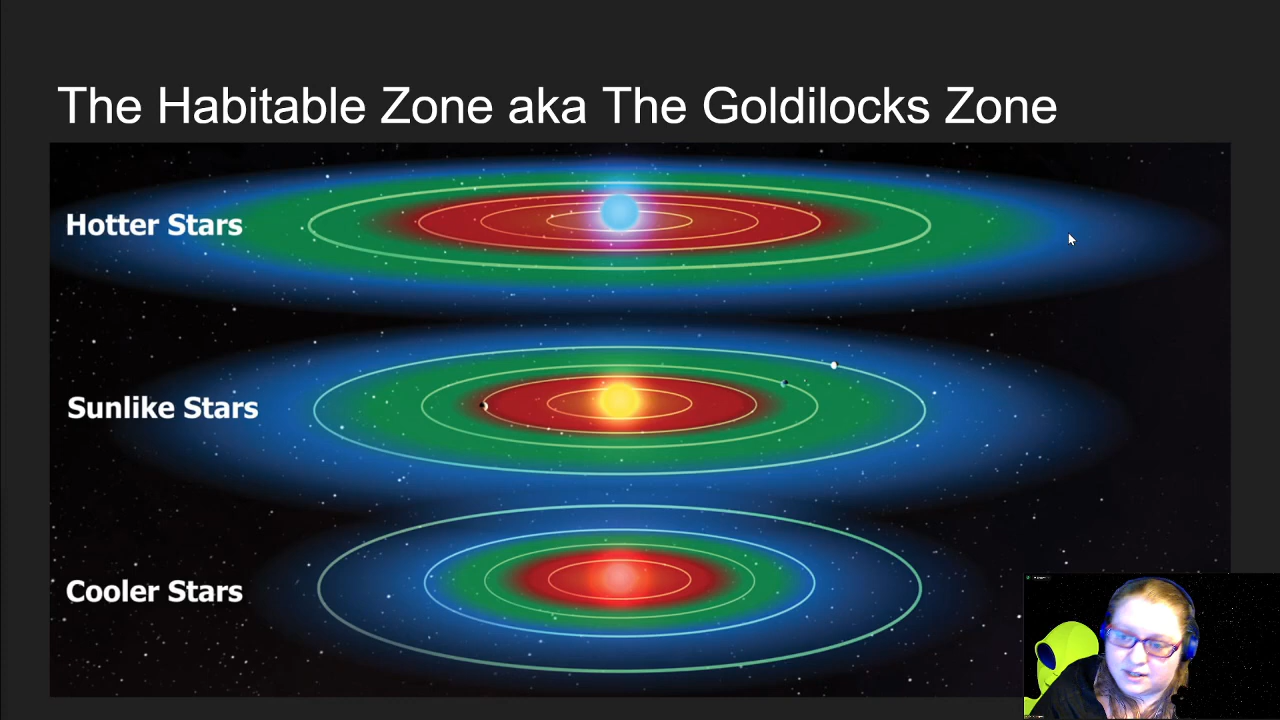 The Habitable Zone aka The Goldilocks Zone
Hotter Stars
Sunlike Stars
Cooler Stars